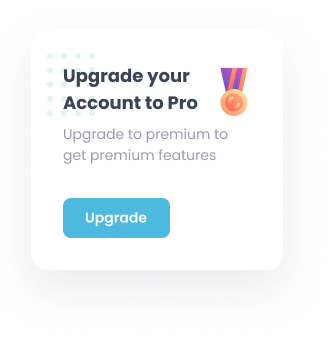 Upgrade your
Account to Pro
Upgrade to premium to
get premium features
Upgrade